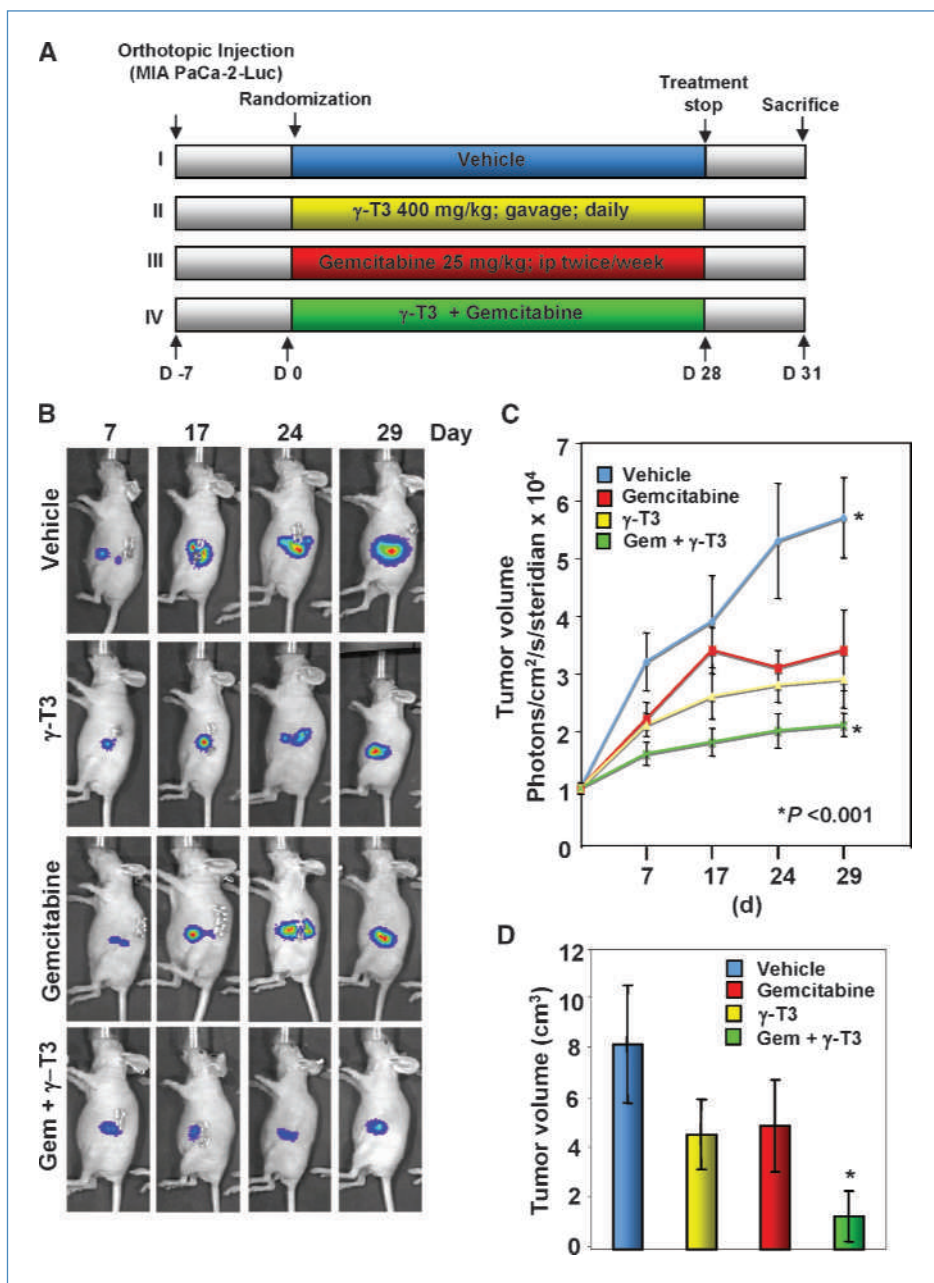 A
Orthotopic Injection
(MIA PaCa-2-Luc)
Randomization
Treatment
stop
Sacrifice
I
Vehicle
II
γ-T3 400 mg/kg; gavage; daily
III
Gemcitabine 25 mg/kg; ip twice/week
IV
γ-T3 + Gemcitabine
D -7
D 0
D 28
D 31
B
7
17
24
29
Day
Vehicle
γ-T3
Gemcitabine
Gem + γ-T3
C
Tumor volume
Photons/cm²/s/steridian x 10⁴
7
6
5
4
3
2
1
0
Vehicle
Gemcitabine
γ-T3
Gem + γ-T3
*
*
*P <0.001
7
17
24
29
(d)
D
Tumor volume (cm³)
12
10
8
6
4
2
0
Vehicle
Gemcitabine
γ-T3
Gem + γ-T3
*